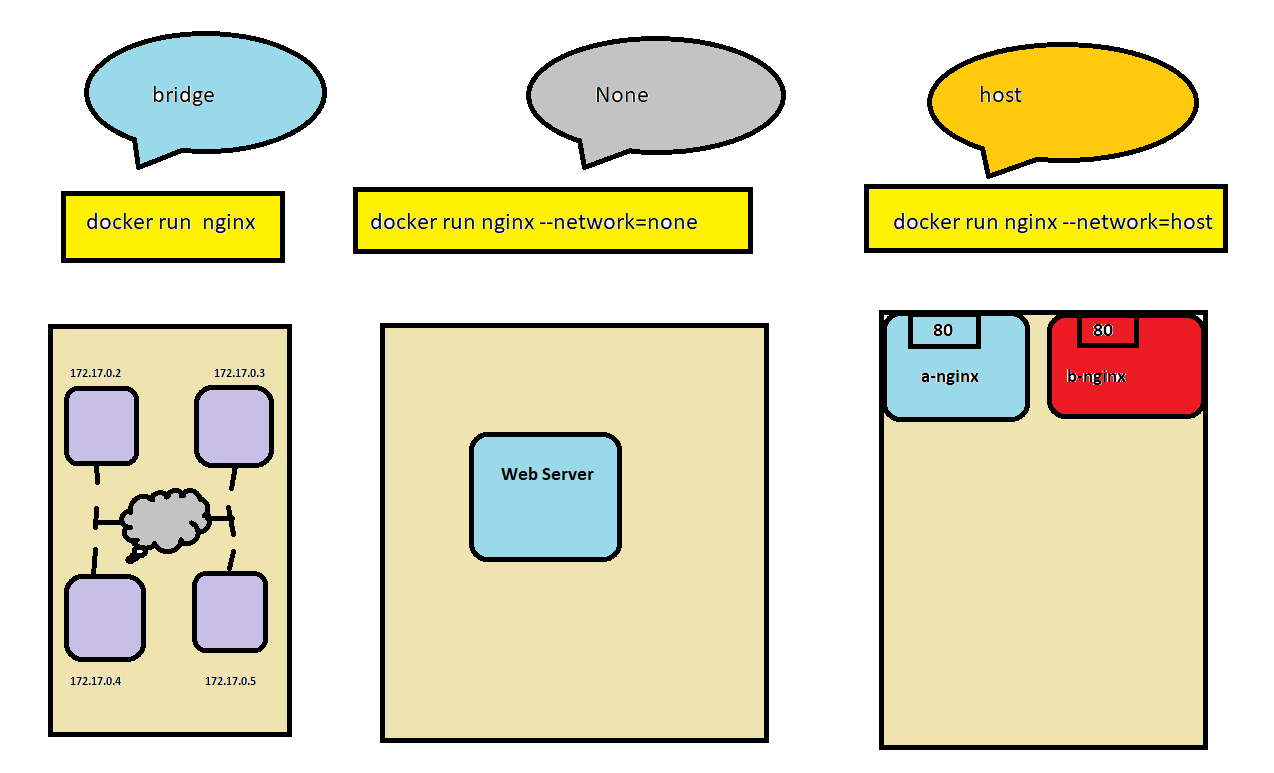 bridge
None
host
docker run  nginx
docker run nginx --network=none
docker run nginx --network=host
172.17.0.2
172.17.0.3
172.17.0.4
172.17.0.5
Web Server
80
80
a-nginx
b-nginx